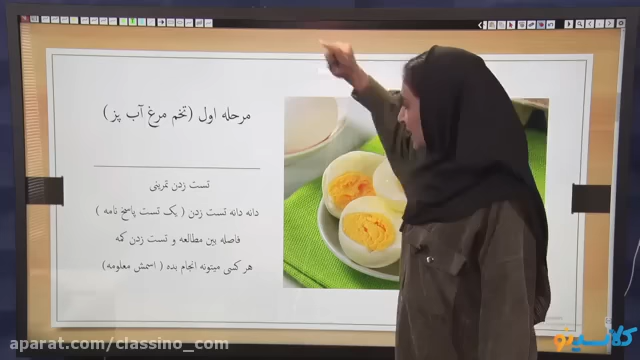 مرحله اول (تخم مرغ آب پز)
تست زدن تمرینی
دانه دانه تست زدن ( یک تست پاسخ نامه )
فاصله بین مطالعه و تست زدن کمه
هر کسی میتونه انجام بده ( اسمش معلومه)
aparat.com/classino_com
کلاسینو